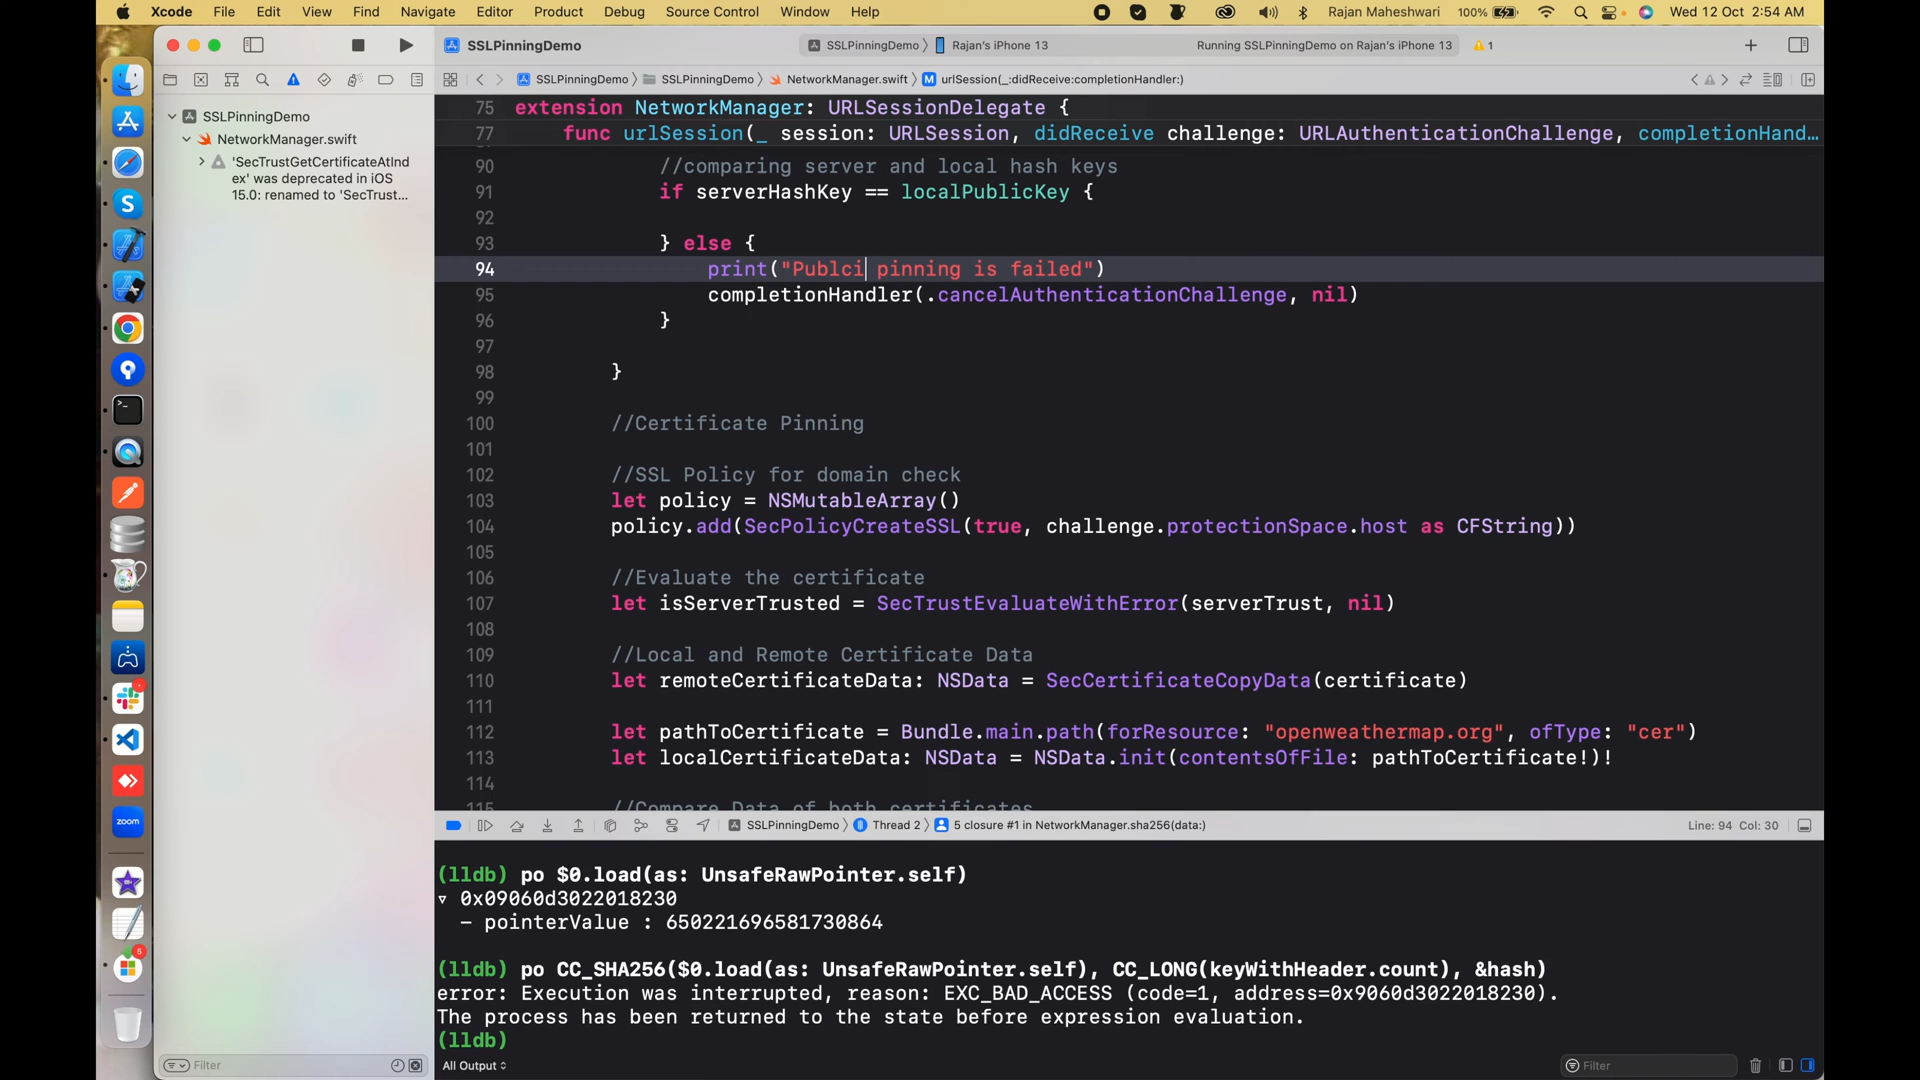 Xcode File Edit View Find Navigate Editor Product Debug Source Control Window Help Rajan Maheshwari 100% Wed 12 Oct 2:54 AM
SSLPinningDemo SSLPinningDemo Rajan's iPhone 13 Running SSLPinningDemo on Rajan's iPhone 13 1
SSLPinningDemo SSLPinningDemo NetworkManager.swift M urlSession(_:didReceive:completionHandler:)
SSLPinningDemo
NetworkManager.swift
'SecTrustGetCertificateAtInd
ex' was deprecated in iOS
15.0: renamed to 'SecTrust...
75 extension NetworkManager: URLSessionDelegate {
77 func urlSession(_ session: URLSession, didReceive challenge: URLAuthenticationChallenge, completionHand...
90 //comparing server and local hash keys
91 if serverHashKey == localPublicKey {
92
93 } else {
94 print("Publci pinning is failed")
95 completionHandler(.cancelAuthenticationChallenge, nil)
96 }
97
98 }
99
100 //Certificate Pinning
101
102 //SSL Policy for domain check
103 let policy = NSMutableArray()
104 policy.add(SecPolicyCreateSSL(true, challenge.protectionSpace.host as CFString))
105
106 //Evaluate the certificate
107 let isServerTrusted = SecTrustEvaluateWithError(serverTrust, nil)
108
109 //Local and Remote Certificate Data
110 let remoteCertificateData: NSData = SecCertificateCopyData(certificate)
111
112 let pathToCertificate = Bundle.main.path(forResource: "openweathermap.org", ofType: "cer")
113 let localCertificateData: NSData = NSData.init(contentsOfFile: pathToCertificate!)!
114
115 //Compare Data of both certificates
SSLPinningDemo Thread 2 5 closure #1 in NetworkManager.sha256(data:) Line: 94 Col: 30
(lldb) po $0.load(as: UnsafeRawPointer.self)
▿ 0x09060d3022018230
– pointerValue : 650221696581730864
(lldb) po CC_SHA256($0.load(as: UnsafeRawPointer.self), CC_LONG(keyWithHeader.count), &hash)
error: Execution was interrupted, reason: EXC_BAD_ACCESS (code=1, address=0x9060d3022018230).
The process has been returned to the state before expression evaluation.
(lldb)
Filter All Output Filter
zoom
5